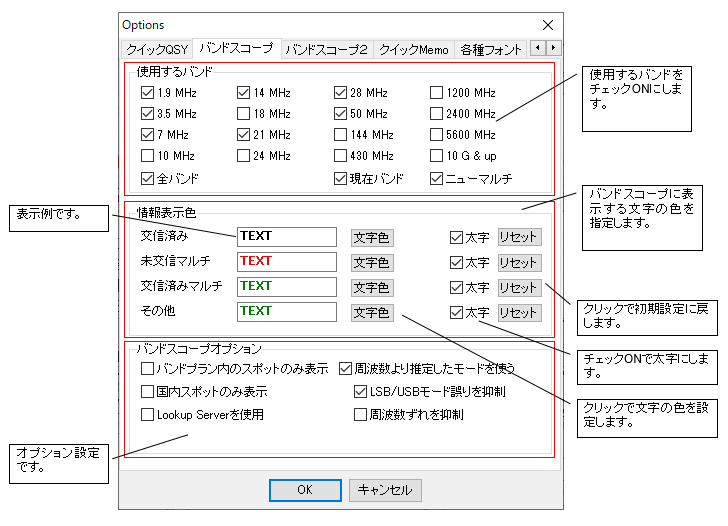 Options
クイックQSY バンドスコープ バンドスコープ2 クイックMemo 各種フォント
使用するバンド
1.9 MHz 14 MHz 28 MHz 1200 MHz
3.5 MHz 18 MHz 50 MHz 2400 MHz
7 MHz 21 MHz 144 MHz 5600 MHz
10 MHz 24 MHz 430 MHz 10 G & up
全バンド 現在バンド ニューマルチ
使用するバンドを
チェックONにしま
す。
情報表示色
交信済み TEXT 文字色 太字 リセット
未交信マルチ TEXT 文字色 太字 リセット
交信済みマルチ TEXT 文字色 太字 リセット
その他 TEXT 文字色 太字 リセット
表示例です。
バンドスコープに表
示する文字の色を
指定します。
クリックで初期設定に戻
します。
チェックONで太字にしま
す。
クリックで文字の色を設
定します。
バンドスコープオプション
バンドプラン内のスポットのみ表示 周波数より推定したモードを使う
国内スポットのみ表示 LSB/USBモード誤りを抑制
Lookup Serverを使用 周波数ずれを抑制
オプション設定
です。
OK キャンセル